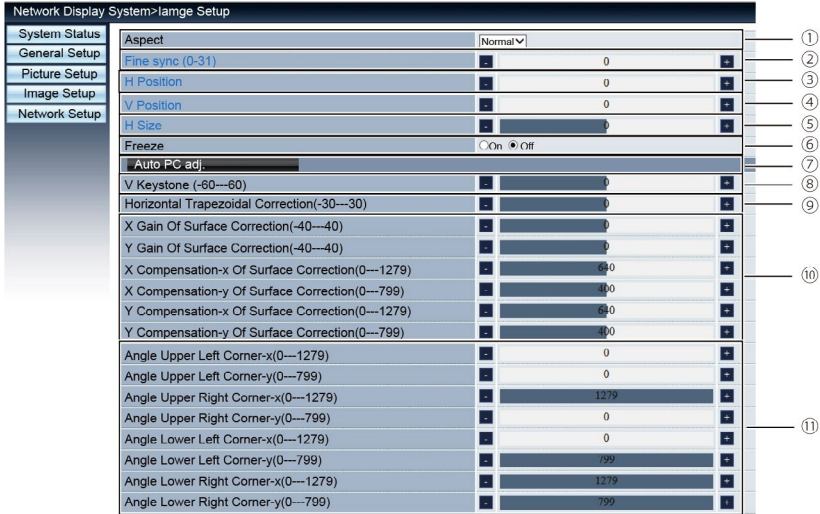 Network Display System>Iamge Setup
System Status
General Setup
Picture Setup
Image Setup
Network Setup
Aspect Normal ①
Fine sync (0-31) - 0 + ②
H Position - 0 + ③
V Position - 0 + ④
H Size - 0 + ⑤
Freeze On Off ⑥
Auto PC adj. ⑦
V Keystone (-60---60) - 0 + ⑧
Horizontal Trapezoidal Correction(-30---30) - 0 + ⑨
X Gain Of Surface Correction(-40---40) - 0 +
Y Gain Of Surface Correction(-40---40) - 0 +
X Compensation-x Of Surface Correction(0---1279) - 640 + ⑩
X Compensation-y Of Surface Correction(0---799) - 400 +
Y Compensation-x Of Surface Correction(0---1279) - 640 +
Y Compensation-y Of Surface Correction(0---799) - 400 +
Angle Upper Left Corner-x(0---1279) - 0 +
Angle Upper Left Corner-y(0---799) - 0 +
Angle Upper Right Corner-x(0---1279) - 1279 +
Angle Upper Right Corner-y(0---799) - 0 + ⑪
Angle Lower Left Corner-x(0---1279) - 0 +
Angle Lower Left Corner-y(0---799) - 799 +
Angle Lower Right Corner-x(0---1279) - 1279 +
Angle Lower Right Corner-y(0---799) - 799 +